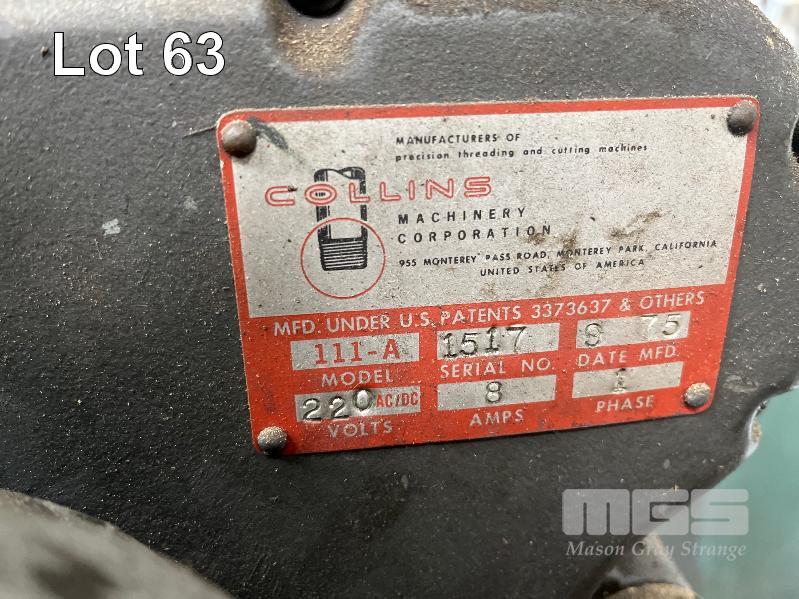 Lot 63
MANUFACTURERS OF
precision threading and cutting machines
COLLINS
MACHINERY
CORPORATION
955 MONTEREY PASS ROAD, MONTEREY PARK, CALIFORNIA
UNITED STATES OF AMERICA
MFD. UNDER U.S. PATENTS 3373637 & OTHERS
111-A 1517 8 75
MODEL SERIAL NO. DATE MFD.
220 AC/DC 8 1
VOLTS AMPS PHASE
MGS
Mason Gray Strange